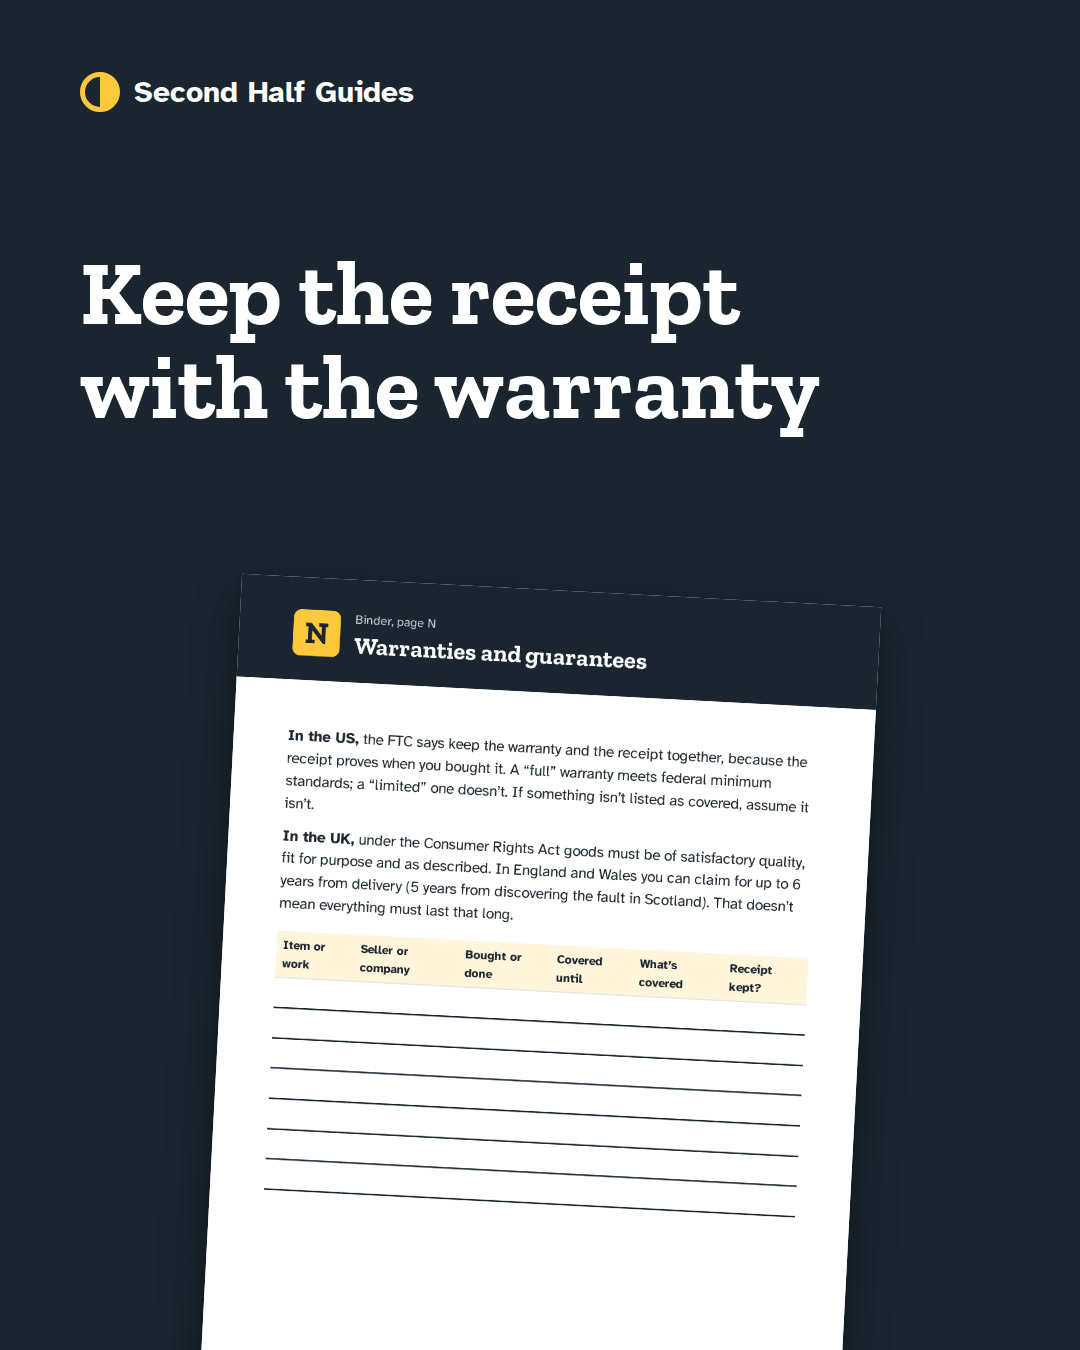 Second Half Guides
Keep the receipt
with the warranty
N
Binder, page N
Warranties and guarantees
In the US, the FTC says keep the warranty and the receipt together, because the
receipt proves when you bought it. A “full” warranty meets federal minimum
standards; a “limited” one doesn’t. If something isn’t listed as covered, assume it
isn’t.
In the UK, under the Consumer Rights Act goods must be of satisfactory quality,
fit for purpose and as described. In England and Wales you can claim for up to 6
years from delivery (5 years from discovering the fault in Scotland). That doesn’t
mean everything must last that long.
Item or work
Seller or company
Bought or done
Covered until
What’s covered
Receipt kept?